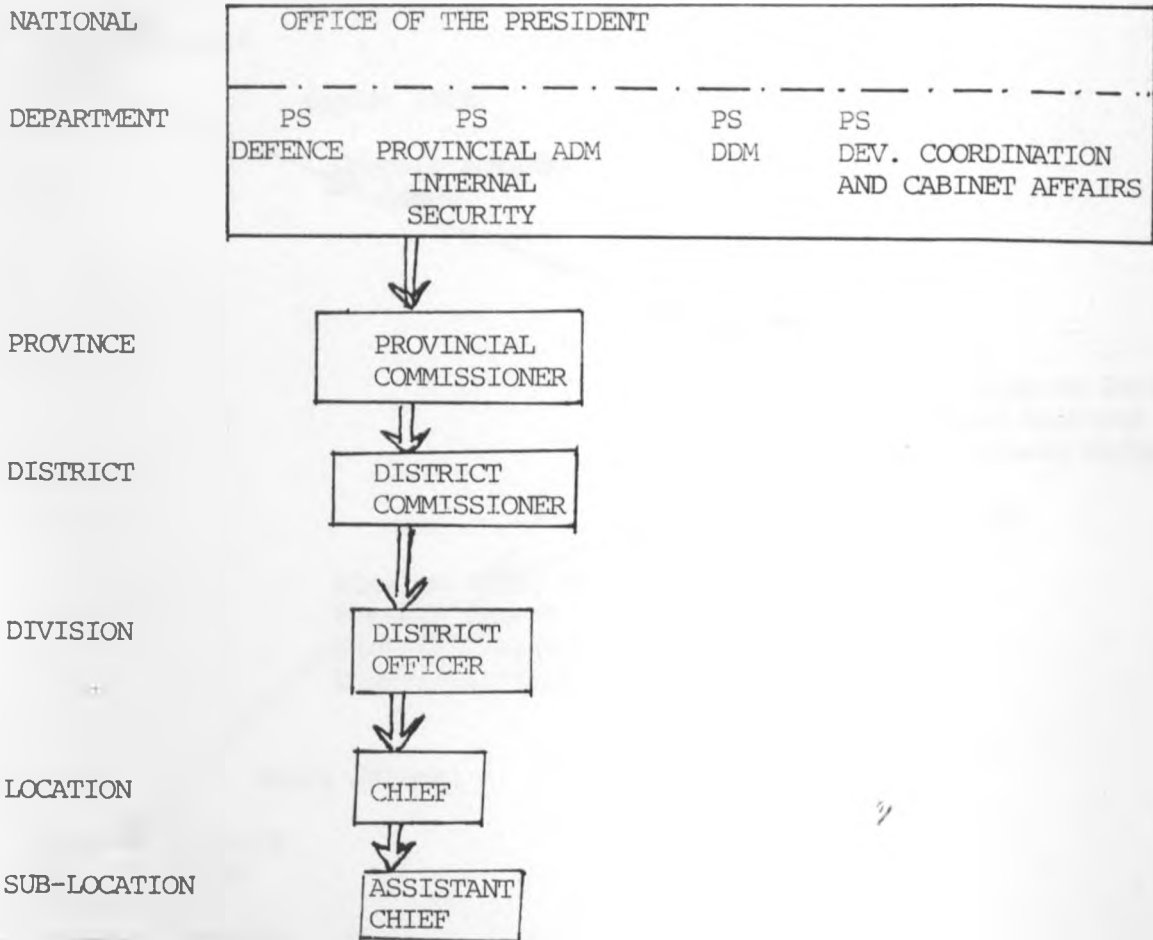 NATIONAL OFFICE OF THE PRESIDENT
DEPARTMENT PS PS PS PS
DEFENCE PROVINCIAL ADM DDM DEV. COORDINATION
INTERNAL AND CABINET AFFAIRS
SECURITY
PROVINCE PROVINCIAL
COMMISSIONER
DISTRICT DISTRICT
COMMISSIONER
DIVISION DISTRICT
OFFICER
LOCATION CHIEF
SUB-LOCATION ASSISTANT
CHIEF